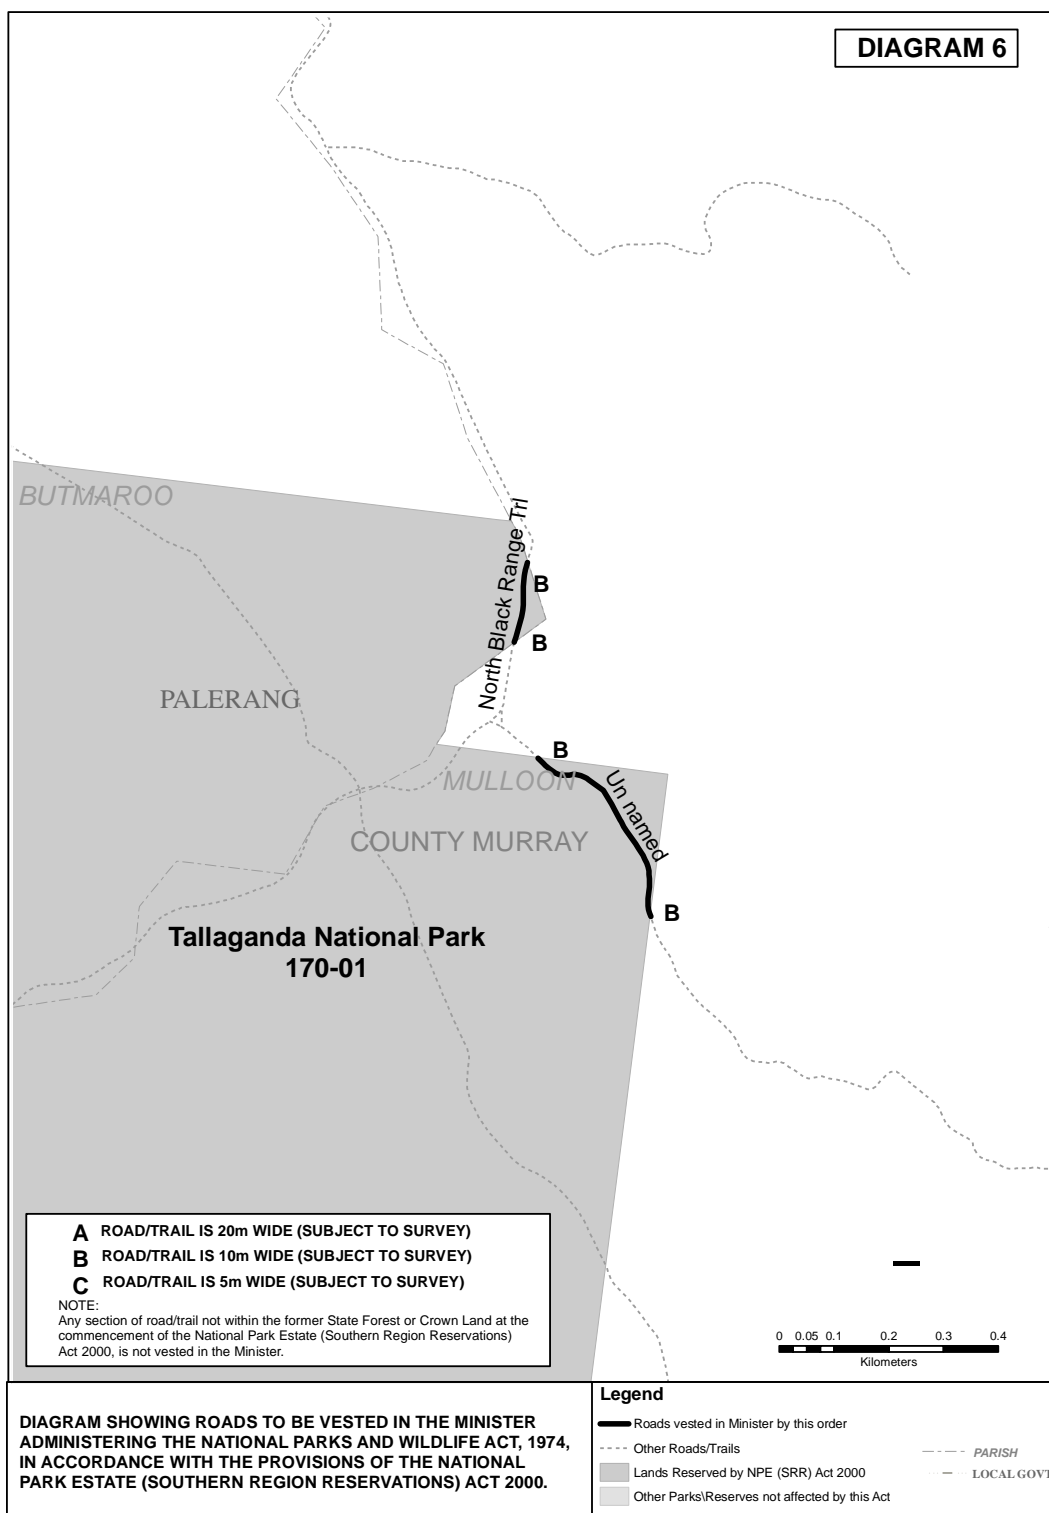 DIAGRAM 6
BUTMAROO
North Black Range Trl
B
B
PALERANG
B
MULLOON
Un named
COUNTY MURRAY
B
Tallaganda National Park
170-01
A ROAD/TRAIL IS 20m WIDE (SUBJECT TO SURVEY)
B ROAD/TRAIL IS 10m WIDE (SUBJECT TO SURVEY)
C ROAD/TRAIL IS 5m WIDE (SUBJECT TO SURVEY)
NOTE:
Any section of road/trail not within the former State Forest or Crown Land at the
commencement of the National Park Estate (Southern Region Reservations)
Act 2000, is not vested in the Minister.
0 0.05 0.1 0.2 0.3 0.4
Kilometers
DIAGRAM SHOWING ROADS TO BE VESTED IN THE MINISTER
ADMINISTERING THE NATIONAL PARKS AND WILDLIFE ACT, 1974,
IN ACCORDANCE WITH THE PROVISIONS OF THE NATIONAL
PARK ESTATE (SOUTHERN REGION RESERVATIONS) ACT 2000.
Legend
Roads vested in Minister by this order
Other Roads/Trails
Lands Reserved by NPE (SRR) Act 2000
Other Parks\Reserves not affected by this Act
PARISH
LOCAL GOVT